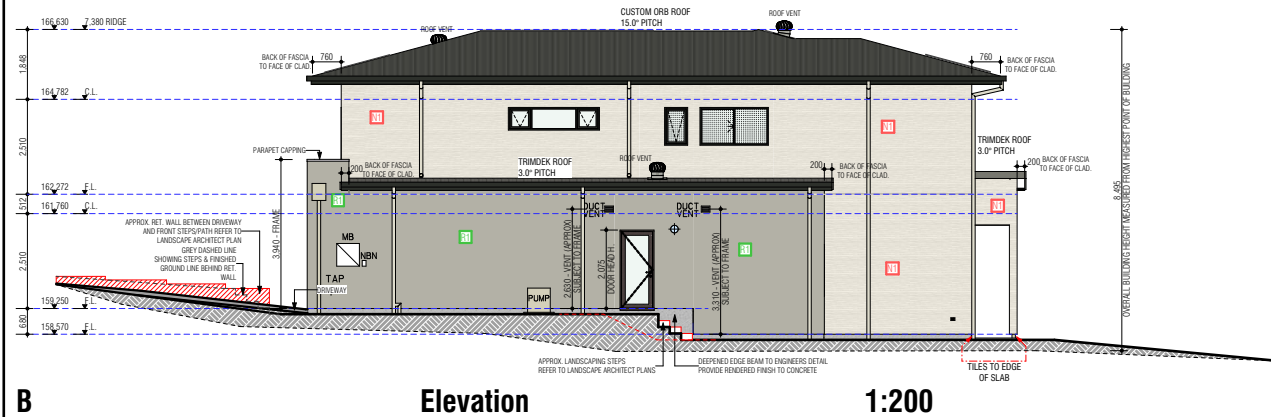 CUSTOM ORB ROOF
15.0° PITCH
ROOF VENT
ROOF VENT
166,630
7.380 RIDGE
BACK OF FASCIA
TO FACE OF CLAD.
760
760
BACK OF FASCIA
TO FACE OF CLAD.
1.848
164,782
C.L.
N1
N1
2.510
PARAPET CAPPING
TRIMDEK ROOF
3.0° PITCH
ROOF VENT
200
BACK OF FASCIA
TO FACE OF CLAD.
200
BACK OF FASCIA
TO FACE OF CLAD.
TRIMDEK ROOF
3.0° PITCH
200
BACK OF FASCIA
TO FACE OF CLAD.
162,272
F.L.
512
161,760
C.L.
R1
DUCT
VENT
DUCT
VENT
N1
APPROX. RET. WALL BETWEEN DRIVEWAY
AND FRONT STEPS/PATH REFER TO
LANDSCAPE ARCHITECT PLAN
GREY DASHED LINE
SHOWING STEPS & FINISHED
GROUND LINE BEHIND RET.
WALL
3,940 - FRAME
MB
NBN
TAP
R1
R1
N1
2.630 - VENT (APPROX)
SUBJECT TO FRAME
2.075
DOOR HEAD H.
3.310 - VENT (APPROX)
SUBJECT TO FRAME
8.495
OVERALL BUILDING HEIGHT MEASURED FROM HIGHEST POINT OF BUILDING
2.510
DRIVEWAY
PUMP
159,250
F.L.
680
158,570
F.L.
APPROX. LANDSCAPING STEPS
REFER TO LANDSCAPE ARCHITECT PLANS
DEEPENED EDGE BEAM TO ENGINEERS DETAIL
PROVIDE RENDERED FINISH TO CONCRETE
TILES TO EDGE
OF SLAB
B
Elevation
1:200